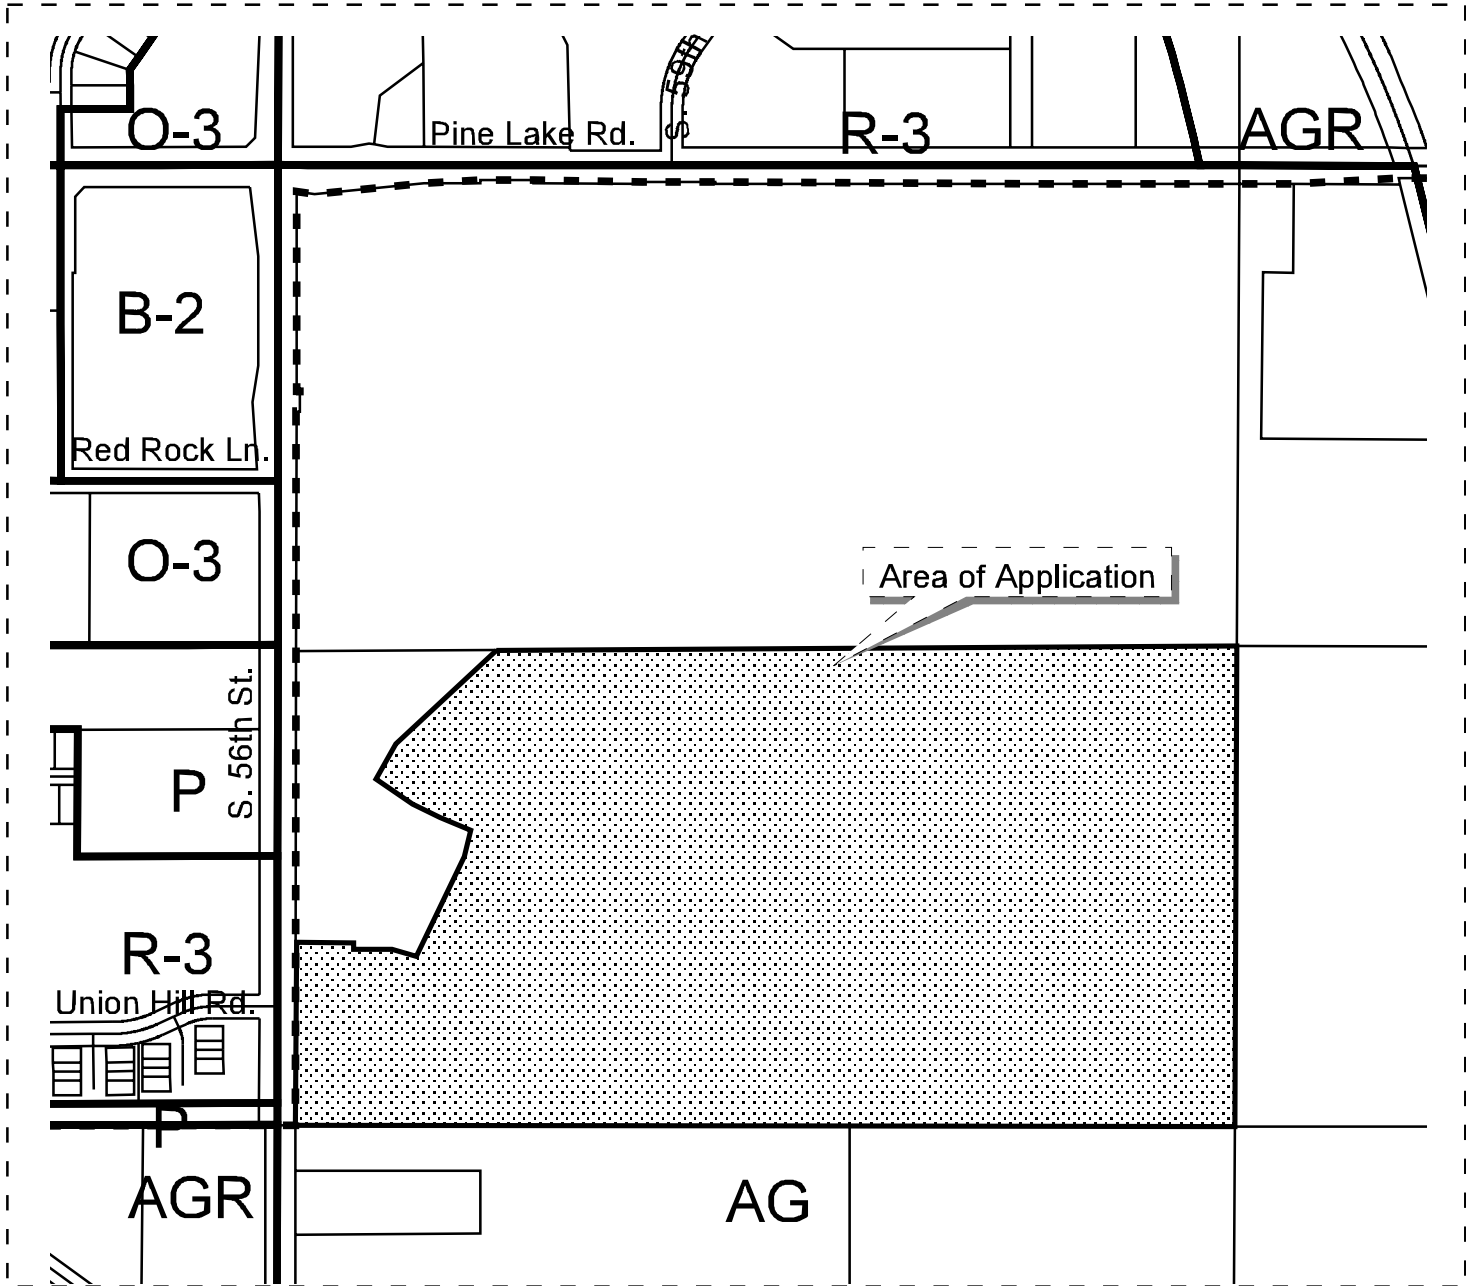 S. 59th
O-3
Pine Lake Rd.
R-3
AGR
B-2
Red Rock Ln.
O-3
Area of Application
S. 56th St.
P
R-3
Union Hill Rd.
P
AGR
AG